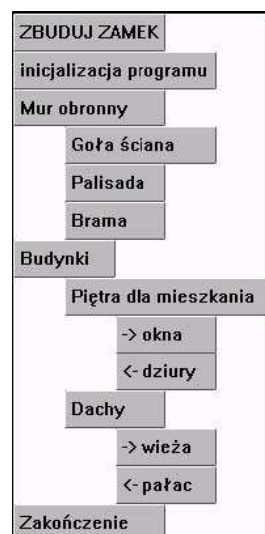 ZBUDUJ ZAMEK
inicjalizacja programu
Mur obronny
Goła ściana
Palisada
Brama
Budynki
Piętra dla mieszkania
-> okna
<- dziury
Dachy
-> wieża
<- pałac
Zakończenie